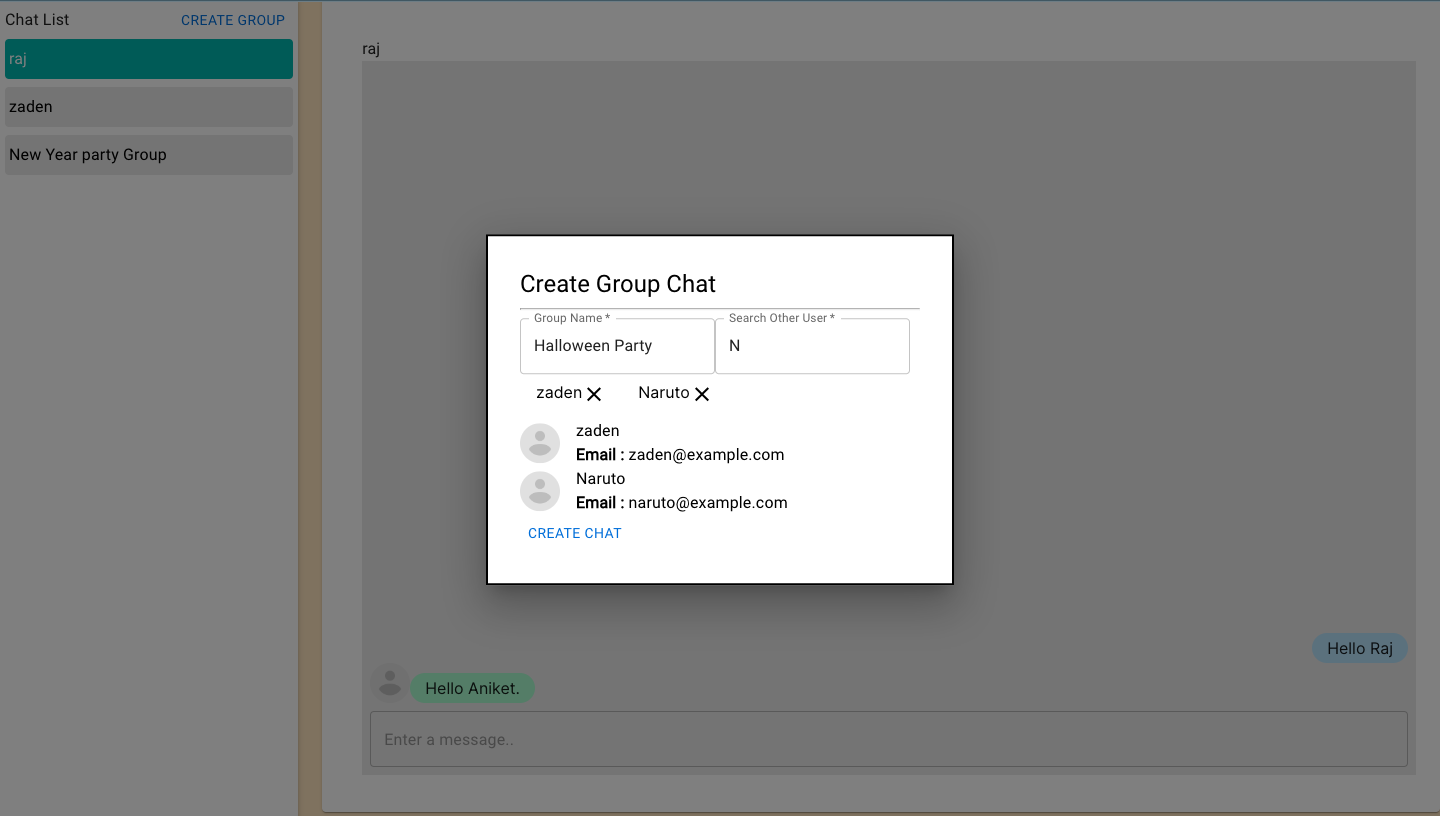 Chat List
CREATE GROUP
raj
zaden
New Year party Group
raj
Create Group Chat
Group Name *
Search Other User *
Halloween Party
N
zaden
Naruto
zaden
Email : zaden@example.com
Naruto
Email : naruto@example.com
CREATE CHAT
Hello Raj
Hello Aniket.
Enter a message..